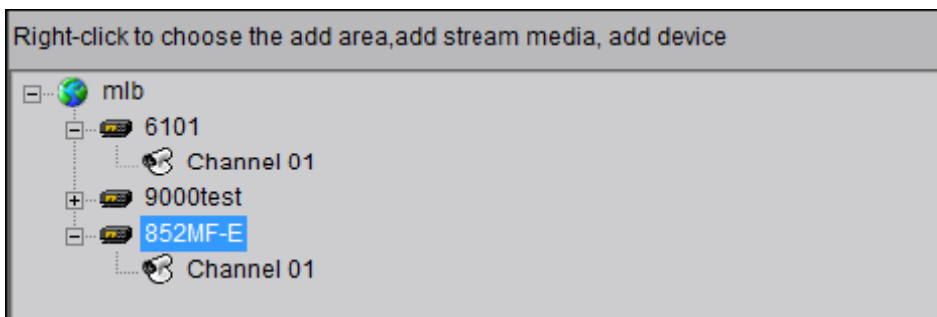 Right-click to choose the add area,add stream media, add device
mlb
6101
Channel 01
9000test
852MF-E
Channel 01